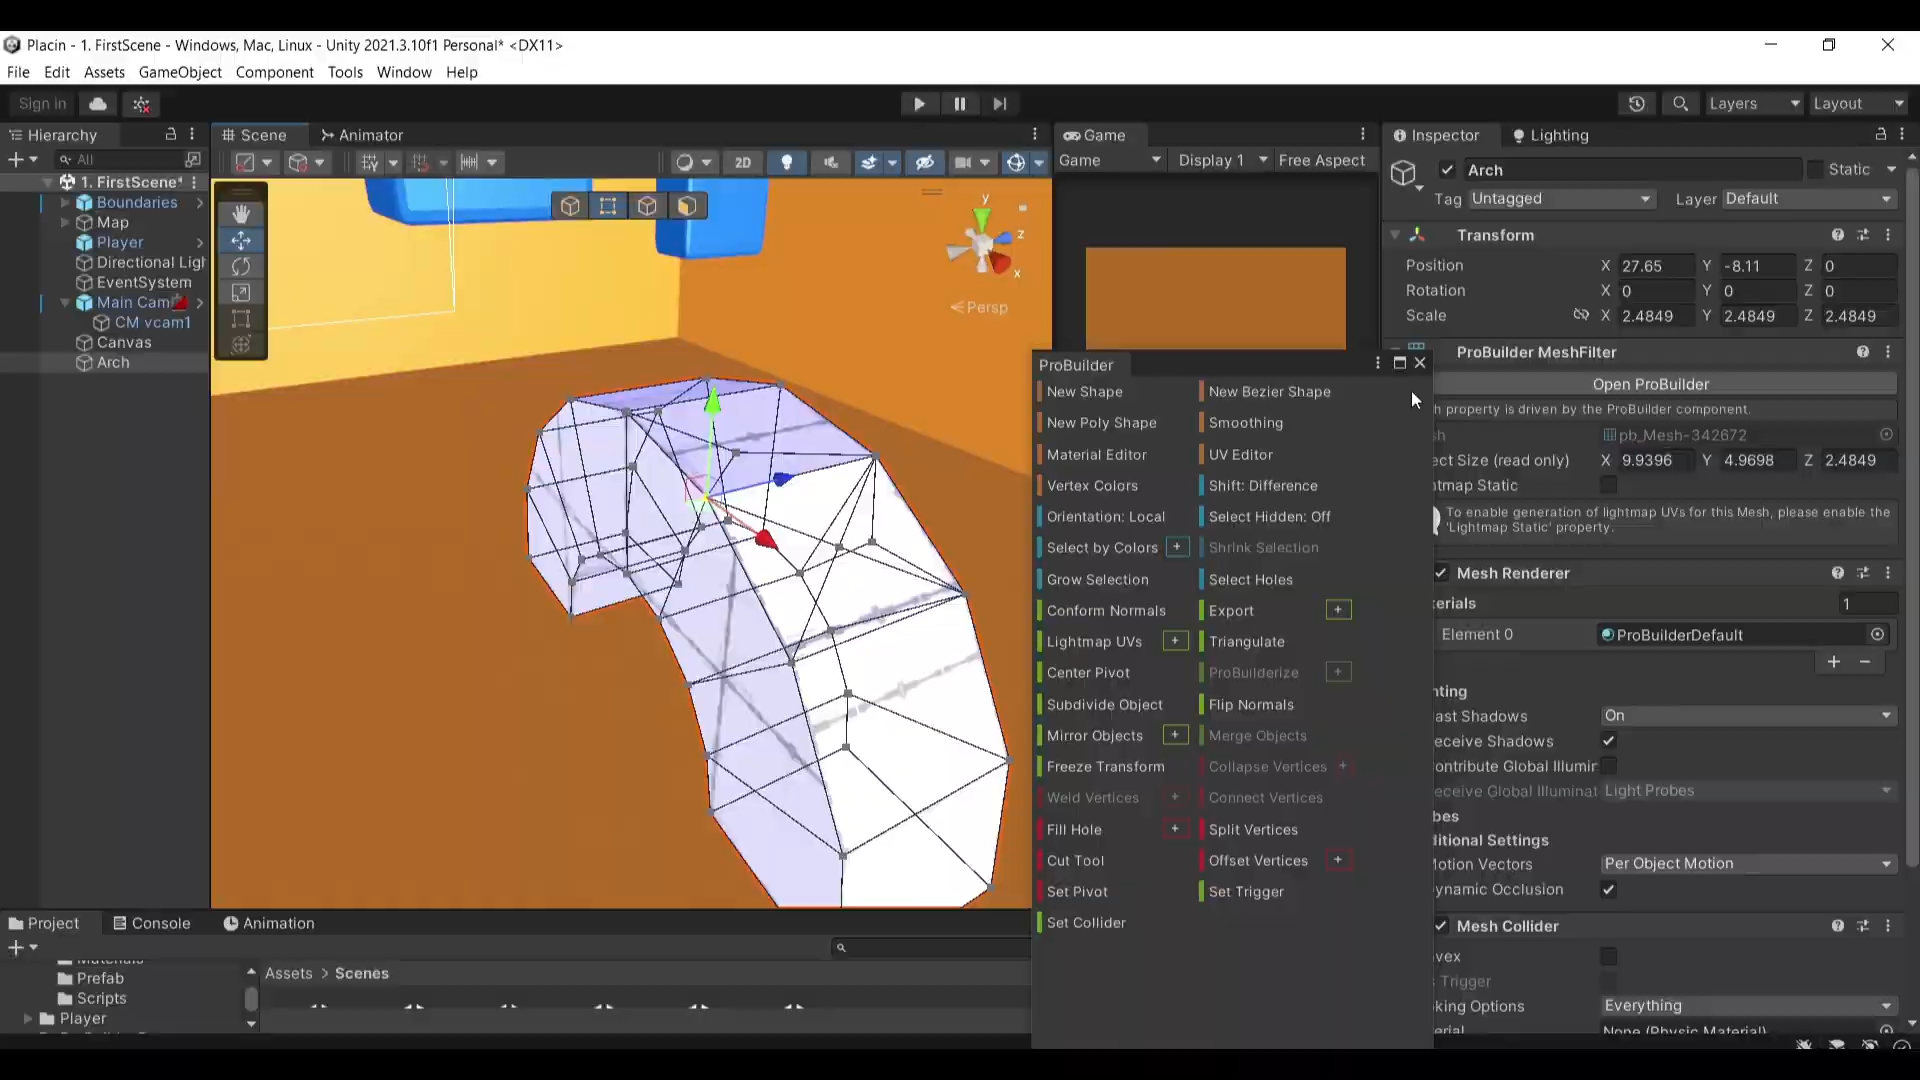 Placin - 1. FirstScene - Windows, Mac, Linux - Unity 2021.3.10f1 Personal* <DX11>
File Edit Assets GameObject Component Tools Window Help
Sign in
Layers
Layout
Hierarchy
All
1. FirstScene*
Boundaries
Map
Player
Directional Ligh
EventSystem
Main Cam
CM vcam1
Canvas
Arch
Scene
Animator
2D
y
z
x
Persp
Game
Game
Display 1
Free Aspect
ProBuilder
New Shape
New Bezier Shape
New Poly Shape
Smoothing
Material Editor
UV Editor
Vertex Colors
Shift: Difference
Orientation: Local
Select Hidden: Off
Select by Colors +
Shrink Selection
Grow Selection
Select Holes
Conform Normals
Export +
Lightmap UVs +
Triangulate
Center Pivot
ProBuilderize +
Subdivide Object
Flip Normals
Mirror Objects +
Merge Objects
Freeze Transform
Collapse Vertices +
Weld Vertices +
Connect Vertices
Fill Hole +
Split Vertices
Cut Tool
Offset Vertices +
Set Pivot
Set Trigger
Set Collider
Inspector
Lighting
Arch
Static
Tag Untagged
Layer Default
Transform
Position X 27.65 Y -8.11 Z 0
Rotation X 0 Y 0 Z 0
Scale X 2.4849 Y 2.4849 Z 2.4849
ProBuilder MeshFilter
Open ProBuilder
h property is driven by the ProBuilder component.
h pb_Mesh-342672
ect Size (read only) X 9.9396 Y 4.9698 Z 2.4849
htmap Static
To enable generation of lightmap UVs for this Mesh, please enable the
'Lightmap Static' property.
Mesh Renderer
erials 1
Element 0 ProBuilderDefault
nting
ast Shadows On
eceive Shadows
ontribute Global Illumin
eceive Global Illuminat Light Probes
bes
ditional Settings
otion Vectors Per Object Motion
ynamic Occlusion
Mesh Collider
vex
s Trigger
king Options Everything
erial None (Physic Material)
Project
Console
Animation
Materials
Prefab
Scripts
Player
Assets > Scenes